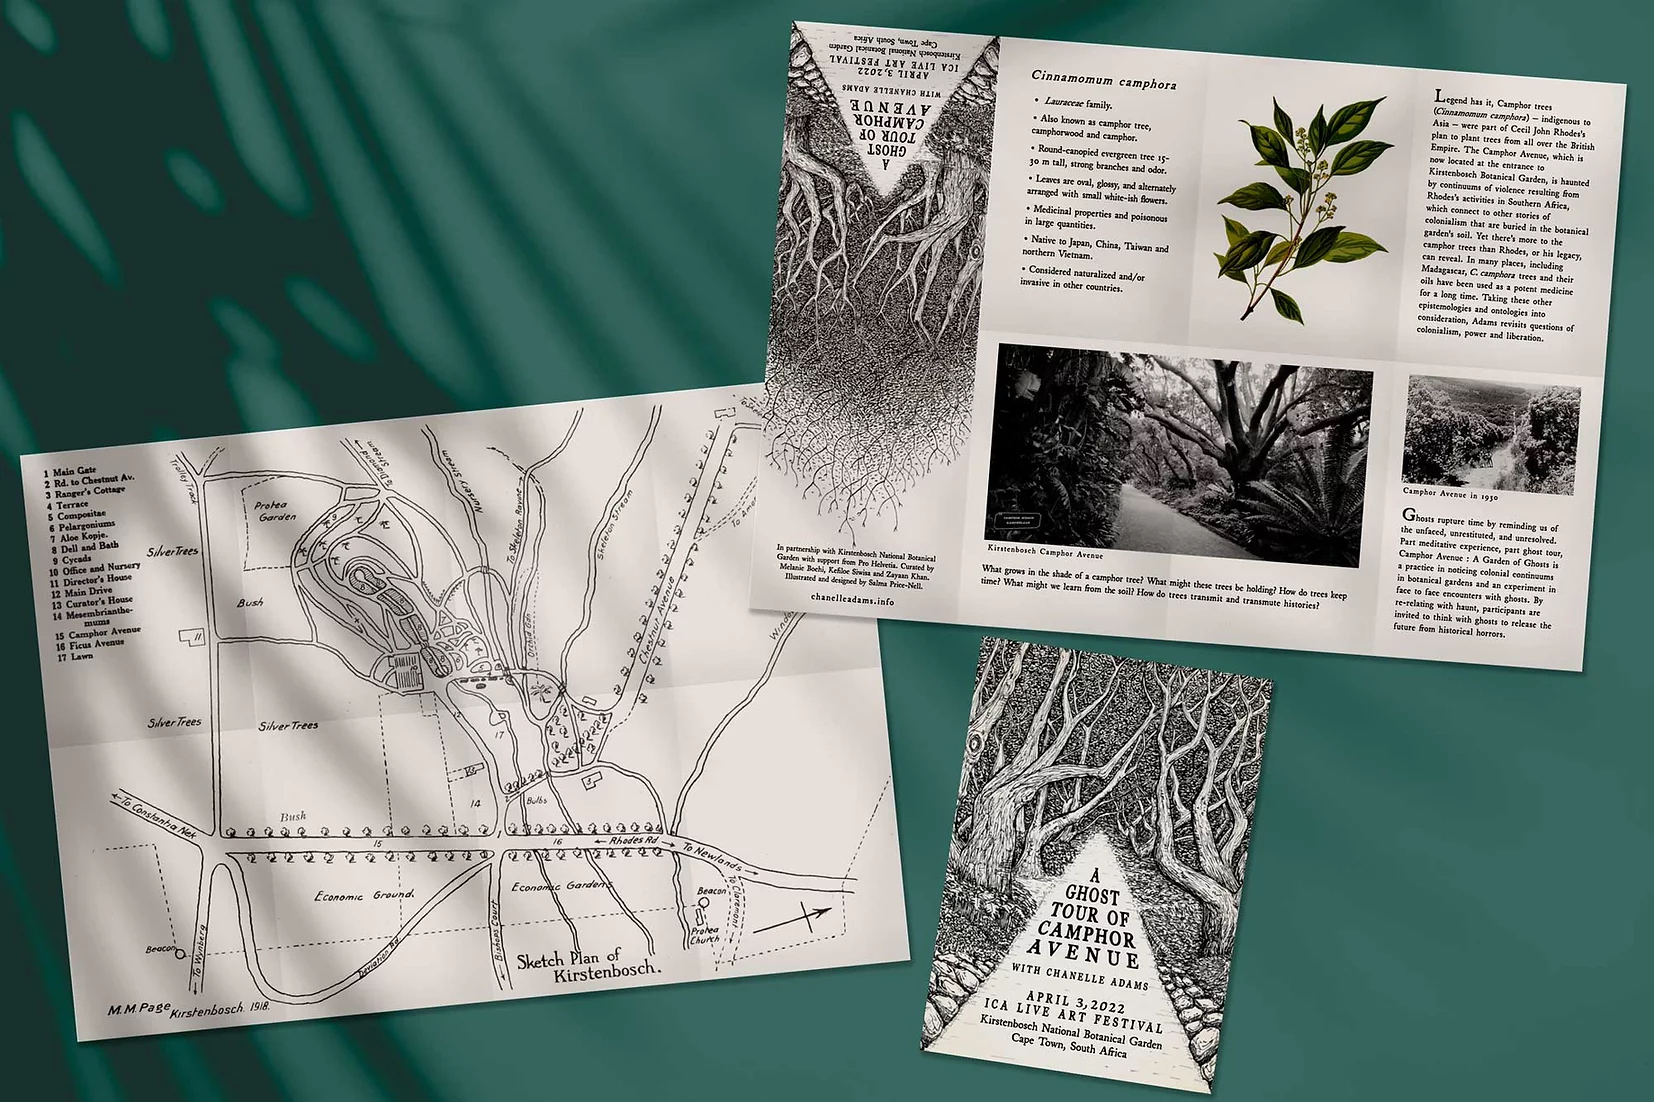 1 Main Gate
2 Rd. to Chestnut Av.
3 Ranger's Cottage
4 Terrace
5 Compositae
6 Pelargoniums
7 Aloe Kopje.
8 Dell and Bath
9 Cycads
10 Office and Nursery
11 Director's House
12 Main Drive
13 Curator's House
14 Mesembrianthe-
mums
15 Camphor Avenue
16 Ficus Avenue
17 Lawn
Trolley Track
Stream
Nursery Stream
To Skeleton Ravine
Skeleton Stream
Protea
Garden
Silver Trees
Bush
11
Chestnut Avenue
Silver Trees
Silver Trees
12
17
3
14
Bulbs
Bush
To Constantia Nek
15
16
Rhodes Rd
To Newlands
Economic Ground.
Economic Gardens
Beacon
To Claremont
Protea
Church
Beacon
To Wynberg
Deviation Rd
Bishops Court
Sketch Plan of
Kirstenbosch.
M.M.Page Kirstenbosch. 1918.
A
GHOST
TOUR OF
CAMPHOR
AVENUE
WITH CHANELLE ADAMS
APRIL 3, 2022
ICA LIVE ART FESTIVAL
Kirstenbosch National Botanical Garden
Cape Town, South Africa
In partnership with Kirstenbosch National Botanical
Garden with support from Pro Helvetia. Curated by
Melanie Boehi, Kefiloe Siwisa and Zayaan Khan.
Illustrated and designed by Salma Price-Nell.
chanelleadams.info
Cinnamomum camphora
• Lauraceae family.
• Also known as camphor tree,
camphorwood and camphor.
• Round-canopied evergreen tree 15-
30 m tall, strong branches and odor.
• Leaves are oval, glossy, and alternately
arranged with small white-ish flowers.
• Medicinal properties and poisonous
in large quantities.
• Native to Japan, China, Taiwan and
northern Vietnam.
• Considered naturalized and/or
invasive in other countries.
Legend has it, Camphor trees
(Cinnamomum camphora) – indigenous to
Asia – were part of Cecil John Rhodes's
plan to plant trees from all over the British
Empire. The Camphor Avenue, which is
now located at the entrance to
Kirstenbosch Botanical Garden, is haunted
by continuums of violence resulting from
Rhodes's activities in Southern Africa,
which connect to other stories of
colonialism that are buried in the botanical
garden's soil. Yet there's more to the
camphor trees than Rhodes, or his legacy,
can reveal. In many places, including
Madagascar, C. camphora trees and their
oils have been used as a potent medicine
for a long time. Taking these other
epistemologies and ontologies into
consideration, Adams revisits questions of
colonialism, power and liberation.
Kirstenbosch Camphor Avenue
What grows in the shade of a camphor tree? What might these trees be holding? How do trees keep
time? What might we learn from the soil? How do trees transmit and transmute histories?
Camphor Avenue in 1930
Ghosts rupture time by reminding us of
the unfaced, unresolved, and unresolved.
Part meditative experience, part ghost tour,
Camphor Avenue : A Garden of Ghosts is
a practice in noticing colonial continuums
in botanical gardens and an experiment in
face to face encounters with ghosts. By
re-relating with haunt, participants are
invited to think with ghosts to release the
future from historical horrors.
A
GHOST
TOUR OF
CAMPHOR
AVENUE
WITH CHANELLE ADAMS
APRIL 3, 2022
ICA LIVE ART FESTIVAL
Kirstenbosch National Botanical Garden
Cape Town, South Africa